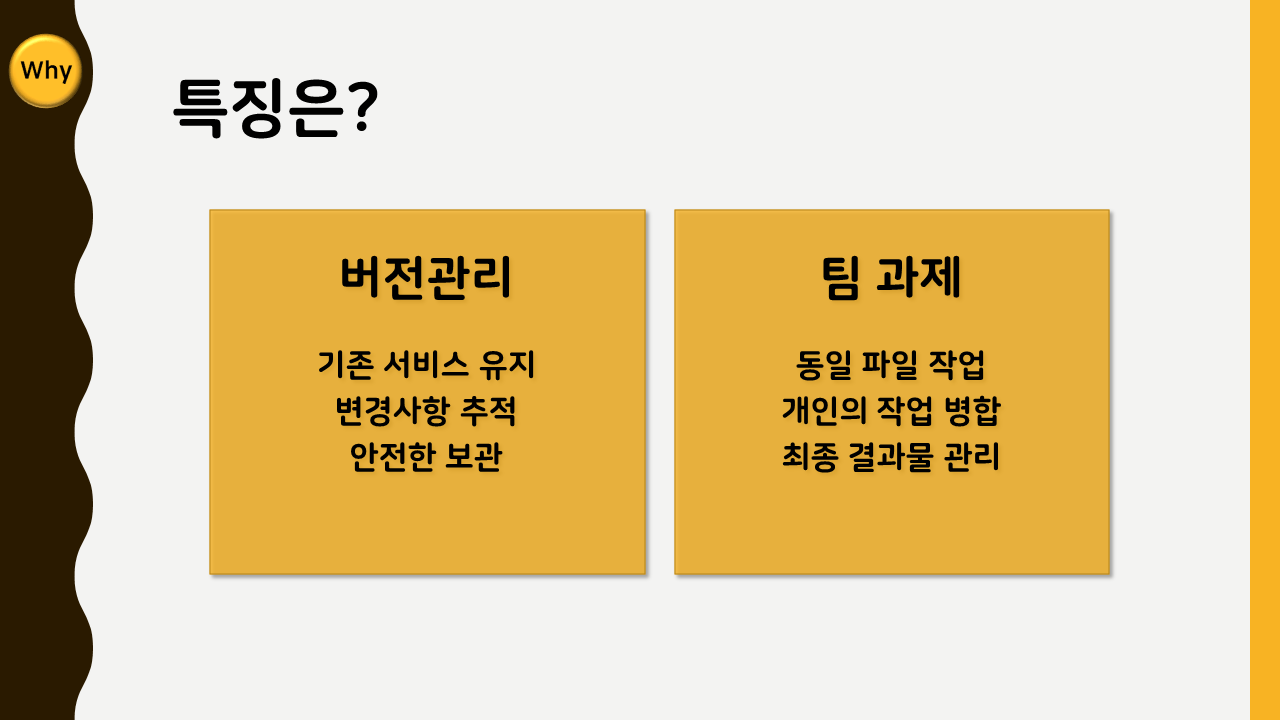 Why
특징은?
버전관리
기존 서비스 유지
변경사항 추적
안전한 보관
팀 과제
동일 파일 작업
개인의 작업 병합
최종 결과물 관리